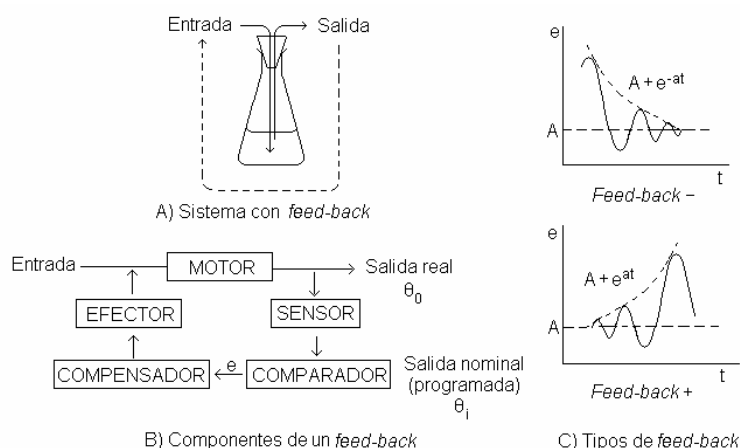 Entrada Salida
A) Sistema con feed-back
Entrada MOTOR Salida real
θ0
EFECTOR SENSOR
COMPENSADOR e COMPARADOR Salida nominal
(programada)
θi
B) Componentes de un feed-back
e
A + e-at
A
t
Feed-back –
e
A + eat
A
t
Feed-back +
C) Tipos de feed-back